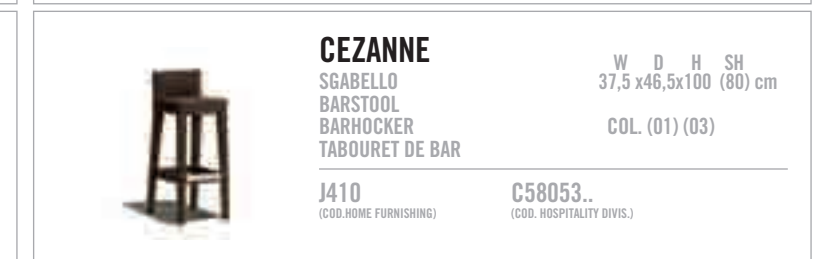 CEZANNE
SGABELLO
BARSTOOL
BARHOCKER
TABOURET DE BAR
W D H SH
37,5 x46,5x100 (80) cm
COL. (01) (03)
J410
(COD.HOME FURNISHING)
C58053..
(COD. HOSPITALITY DIVIS.)